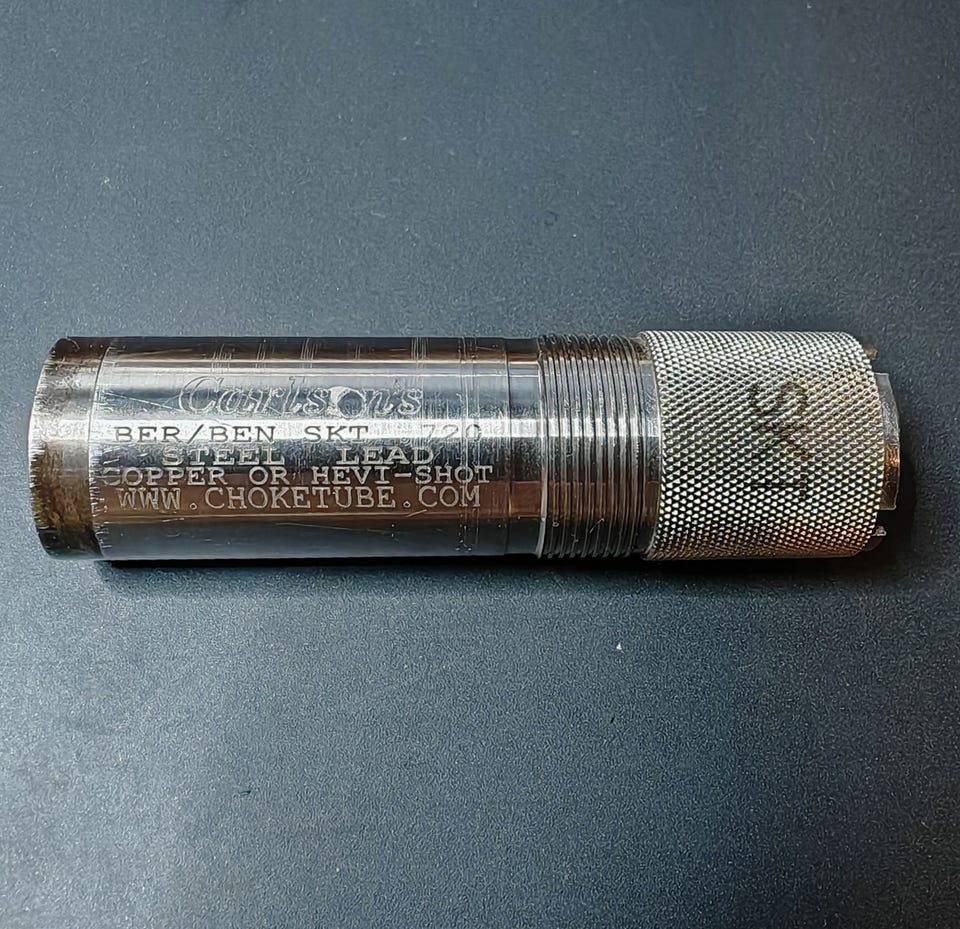 Carlson's
BER/BEN SKT .720
STEEL LEAD
COPPER OR HEVI-SHOT
WWW.CHOKETUBE.COM
SKT